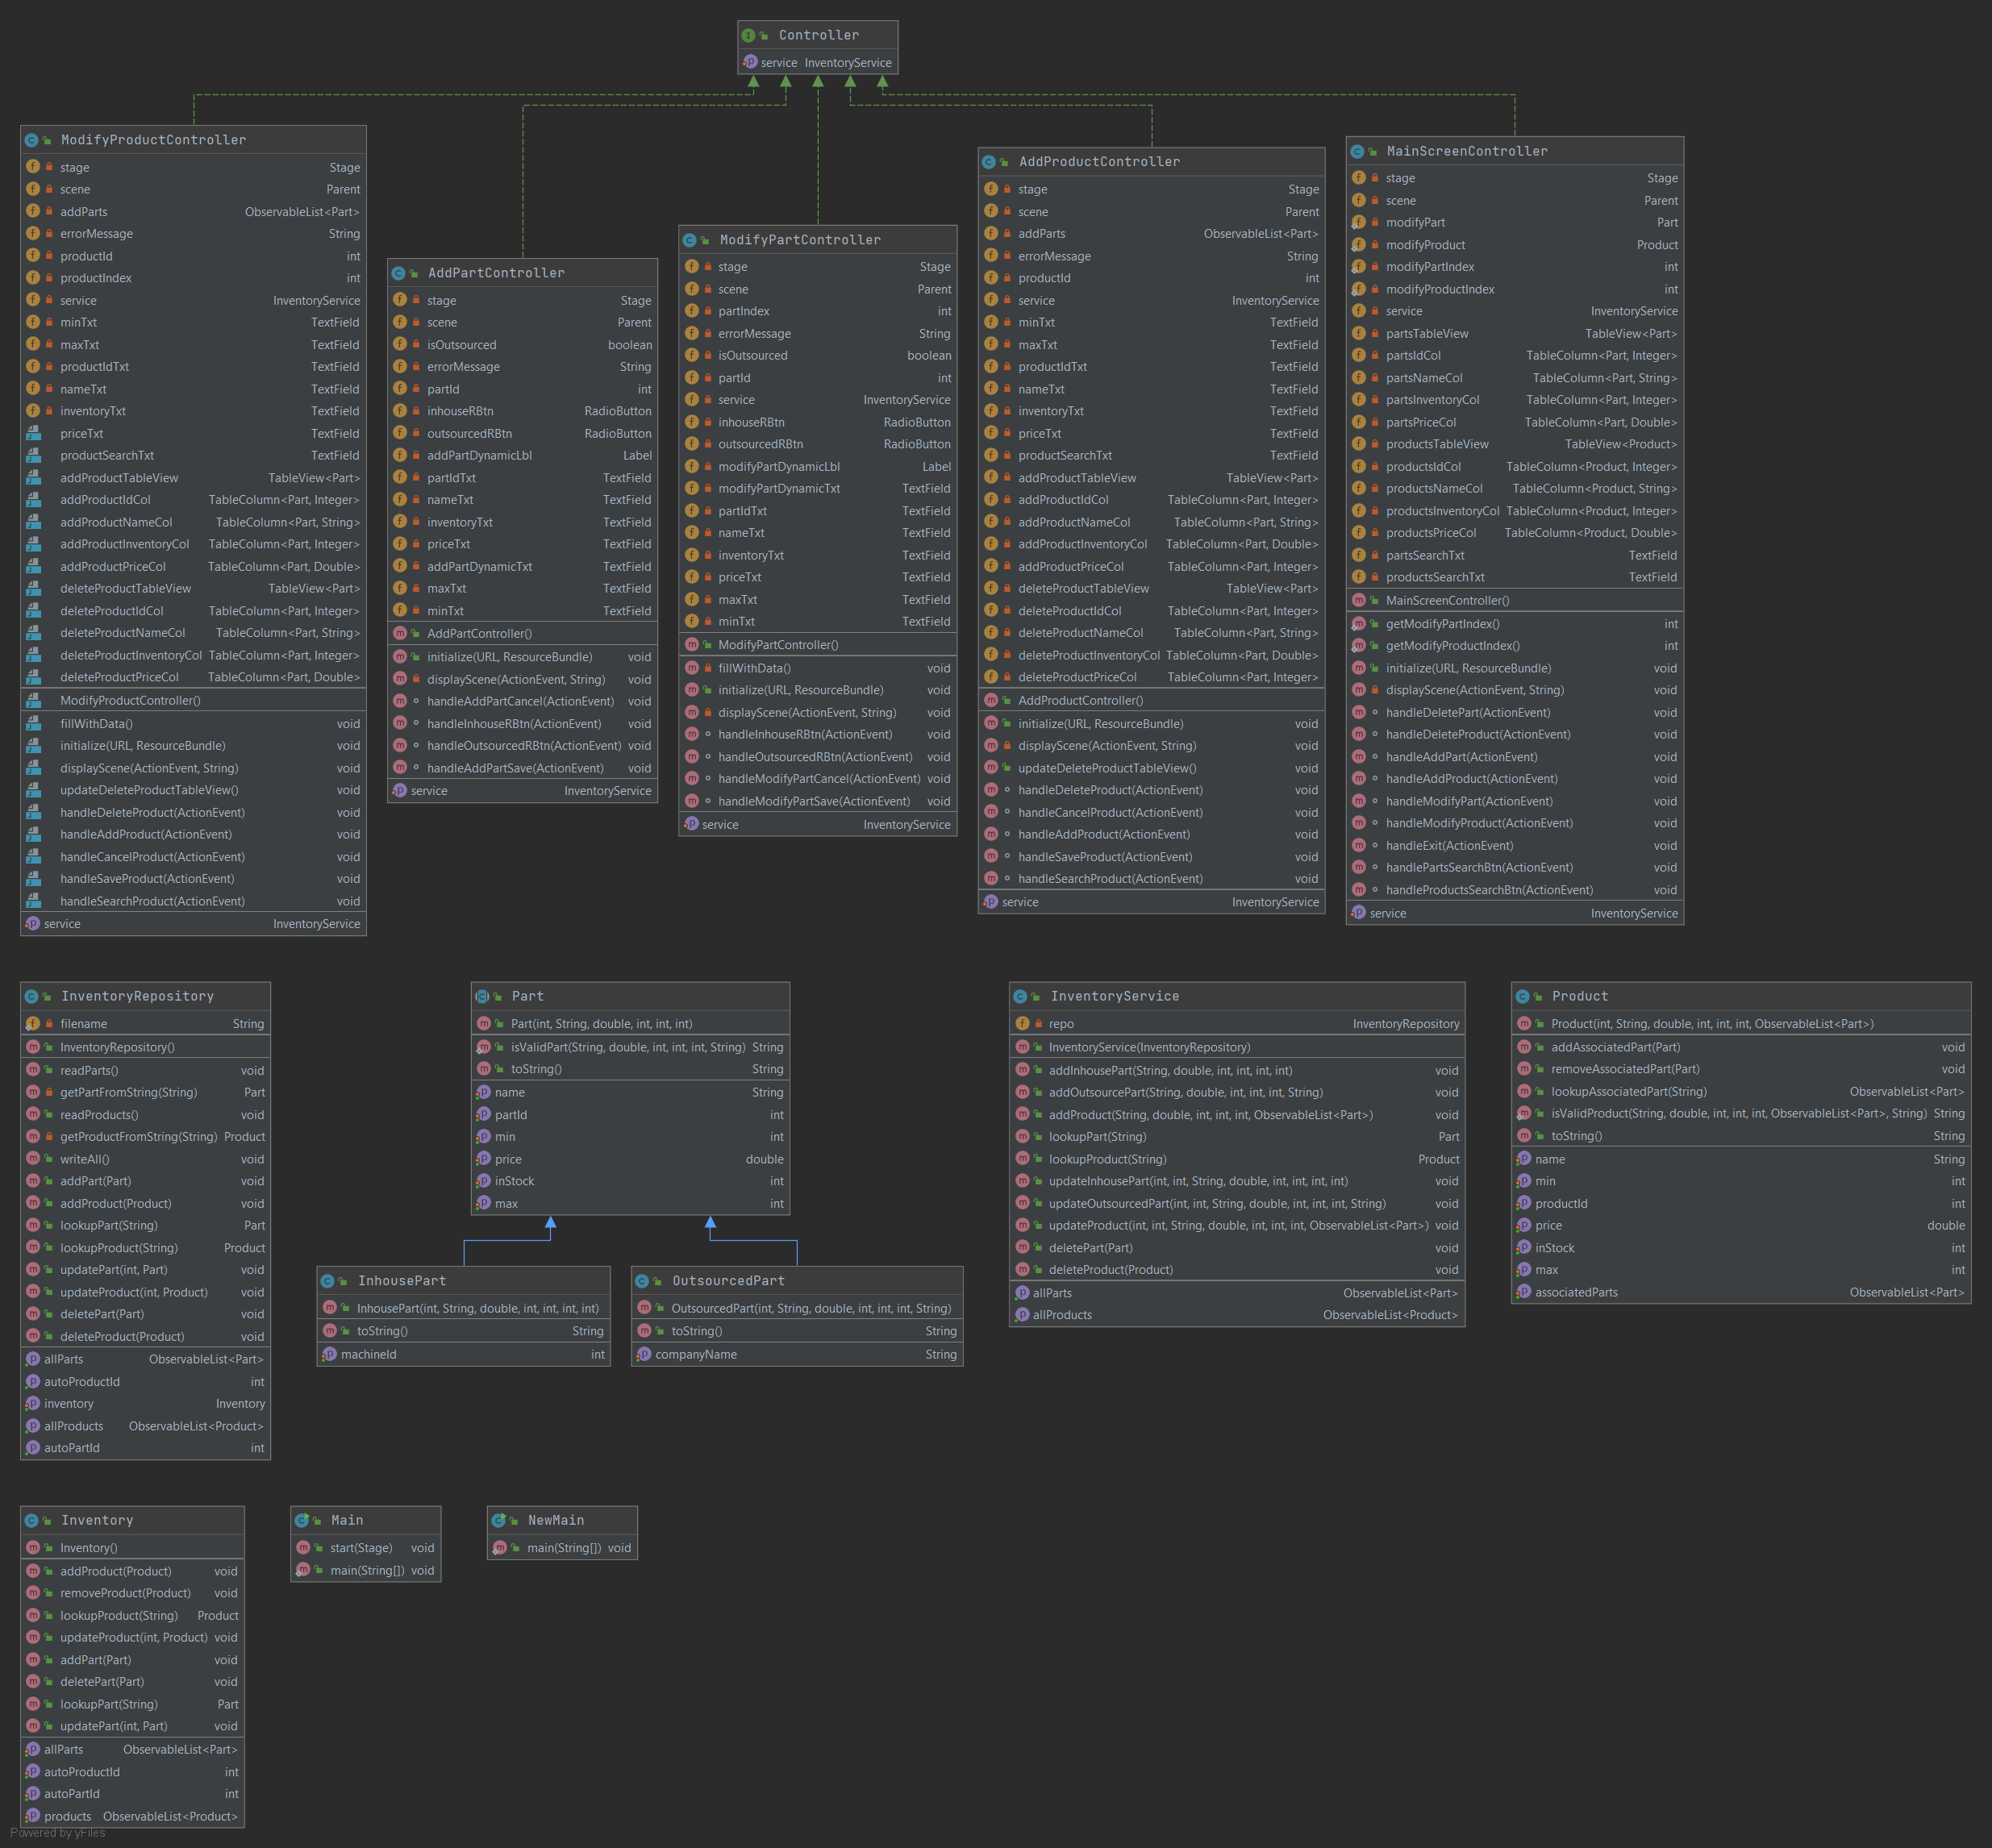 Controller
service InventoryService
ModifyProductController
stage Stage
scene Parent
addParts ObservableList<Part>
errorMessage String
productId int
productIndex int
service InventoryService
minTxt TextField
maxTxt TextField
productIdTxt TextField
nameTxt TextField
inventoryTxt TextField
priceTxt TextField
productSearchTxt TextField
addProductTableView TableView<Part>
addProductIdCol TableColumn<Part, Integer>
addProductNameCol TableColumn<Part, String>
addProductInventoryCol TableColumn<Part, Integer>
addProductPriceCol TableColumn<Part, Double>
deleteProductTableView TableView<Part>
deleteProductIdCol TableColumn<Part, Integer>
deleteProductNameCol TableColumn<Part, String>
deleteProductInventoryCol TableColumn<Part, Integer>
deleteProductPriceCol TableColumn<Part, Double>
ModifyProductController()
fillWithData() void
initialize(URL, ResourceBundle) void
displayScene(ActionEvent, String) void
updateDeleteProductTableView() void
handleDeleteProduct(ActionEvent) void
handleAddProduct(ActionEvent) void
handleCancelProduct(ActionEvent) void
handleSaveProduct(ActionEvent) void
handleSearchProduct(ActionEvent) void
service InventoryService
AddPartController
stage Stage
scene Parent
isOutsourced boolean
errorMessage String
partId int
inhouseRBtn RadioButton
outsourcedRBtn RadioButton
addPartDynamicLbl Label
partIdTxt TextField
nameTxt TextField
inventoryTxt TextField
priceTxt TextField
addPartDynamicTxt TextField
maxTxt TextField
minTxt TextField
AddPartController()
initialize(URL, ResourceBundle) void
displayScene(ActionEvent, String) void
handleAddPartCancel(ActionEvent) void
handleInhouseRBtn(ActionEvent) void
handleOutsourcedRBtn(ActionEvent) void
handleAddPartSave(ActionEvent) void
service InventoryService
ModifyPartController
stage Stage
scene Parent
partIndex int
errorMessage String
isOutsourced boolean
partId int
service InventoryService
inhouseRBtn RadioButton
outsourcedRBtn RadioButton
modifyPartDynamicLbl Label
modifyPartDynamicTxt TextField
partIdTxt TextField
nameTxt TextField
inventoryTxt TextField
priceTxt TextField
maxTxt TextField
minTxt TextField
ModifyPartController()
fillWithData() void
initialize(URL, ResourceBundle) void
displayScene(ActionEvent, String) void
handleInhouseRBtn(ActionEvent) void
handleOutsourcedRBtn(ActionEvent) void
handleModifyPartCancel(ActionEvent) void
handleModifyPartSave(ActionEvent) void
service InventoryService
AddProductController
stage Stage
scene Parent
addParts ObservableList<Part>
errorMessage String
productId int
service InventoryService
minTxt TextField
maxTxt TextField
productIdTxt TextField
nameTxt TextField
inventoryTxt TextField
priceTxt TextField
productSearchTxt TextField
addProductTableView TableView<Part>
addProductIdCol TableColumn<Part, Integer>
addProductNameCol TableColumn<Part, String>
addProductInventoryCol TableColumn<Part, Double>
addProductPriceCol TableColumn<Part, Integer>
deleteProductTableView TableView<Part>
deleteProductIdCol TableColumn<Part, Integer>
deleteProductNameCol TableColumn<Part, String>
deleteProductInventoryCol TableColumn<Part, Double>
deleteProductPriceCol TableColumn<Part, Integer>
AddProductController()
initialize(URL, ResourceBundle) void
displayScene(ActionEvent, String) void
updateDeleteProductTableView() void
handleDeleteProduct(ActionEvent) void
handleCancelProduct(ActionEvent) void
handleAddProduct(ActionEvent) void
handleSaveProduct(ActionEvent) void
handleSearchProduct(ActionEvent) void
service InventoryService
MainScreenController
stage Stage
scene Parent
modifyPart Part
modifyProduct Product
modifyPartIndex int
modifyProductIndex int
service InventoryService
partsTableView TableView<Part>
partsIdCol TableColumn<Part, Integer>
partsNameCol TableColumn<Part, String>
partsInventoryCol TableColumn<Part, Integer>
partsPriceCol TableColumn<Part, Double>
productsTableView TableView<Product>
productsIdCol TableColumn<Product, Integer>
productsNameCol TableColumn<Product, String>
productsInventoryCol TableColumn<Product, Integer>
productsPriceCol TableColumn<Product, Double>
partsSearchTxt TextField
productsSearchTxt TextField
MainScreenController()
getModifyPartIndex() int
getModifyProductIndex() int
initialize(URL, ResourceBundle) void
displayScene(ActionEvent, String) void
handleDeletePart(ActionEvent) void
handleDeleteProduct(ActionEvent) void
handleAddPart(ActionEvent) void
handleAddProduct(ActionEvent) void
handleModifyPart(ActionEvent) void
handleModifyProduct(ActionEvent) void
handleExit(ActionEvent) void
handlePartsSearchBtn(ActionEvent) void
handleProductsSearchBtn(ActionEvent) void
service InventoryService
InventoryRepository
filename String
InventoryRepository()
readParts() void
getPartFromString(String) Part
readProducts() void
getProductFromString(String) Product
writeAll() void
addPart(Part) void
addProduct(Product) void
lookupPart(String) Part
lookupProduct(String) Product
updatePart(int, Part) void
updateProduct(int, Product) void
deletePart(Part) void
deleteProduct(Product) void
allParts ObservableList<Part>
autoProductId int
inventory Inventory
allProducts ObservableList<Product>
autoPartId int
Part
Part(int, String, double, int, int, int)
isValidPart(String, double, int, int, int, String) String
toString() String
name String
partId int
min int
price double
inStock int
max int
InhousePart
InhousePart(int, String, double, int, int, int, int)
toString() String
machineId int
OutsourcedPart
OutsourcedPart(int, String, double, int, int, int, String)
toString() String
companyName String
InventoryService
repo InventoryRepository
InventoryService(InventoryRepository)
addInhousePart(String, double, int, int, int, int) void
addOutsourcePart(String, double, int, int, int, String) void
addProduct(String, double, int, int, int, ObservableList<Part>) void
lookupPart(String) Part
lookupProduct(String) Product
updateInhousePart(int, int, String, double, int, int, int, int) void
updateOutsourcedPart(int, int, String, double, int, int, int, String) void
updateProduct(int, int, String, double, int, int, int, ObservableList<Part>) void
deletePart(Part) void
deleteProduct(Product) void
allParts ObservableList<Part>
allProducts ObservableList<Product>
Product
Product(int, String, double, int, int, int, ObservableList<Part>)
addAssociatedPart(Part) void
removeAssociatedPart(Part) void
lookupAssociatedPart(String) ObservableList<Part>
isValidProduct(String, double, int, int, int, ObservableList<Part>, String) String
toString() String
name String
min int
productId int
price double
inStock int
max int
associatedParts ObservableList<Part>
Inventory
Inventory()
addProduct(Product) void
removeProduct(Product) void
lookupProduct(String) Product
updateProduct(int, Product) void
addPart(Part) void
deletePart(Part) void
lookupPart(String) Part
updatePart(int, Part) void
allParts ObservableList<Part>
autoProductId int
autoPartId int
products ObservableList<Product>
Main
start(Stage) void
main(String[]) void
NewMain
main(String[]) void
Powered by yFiles